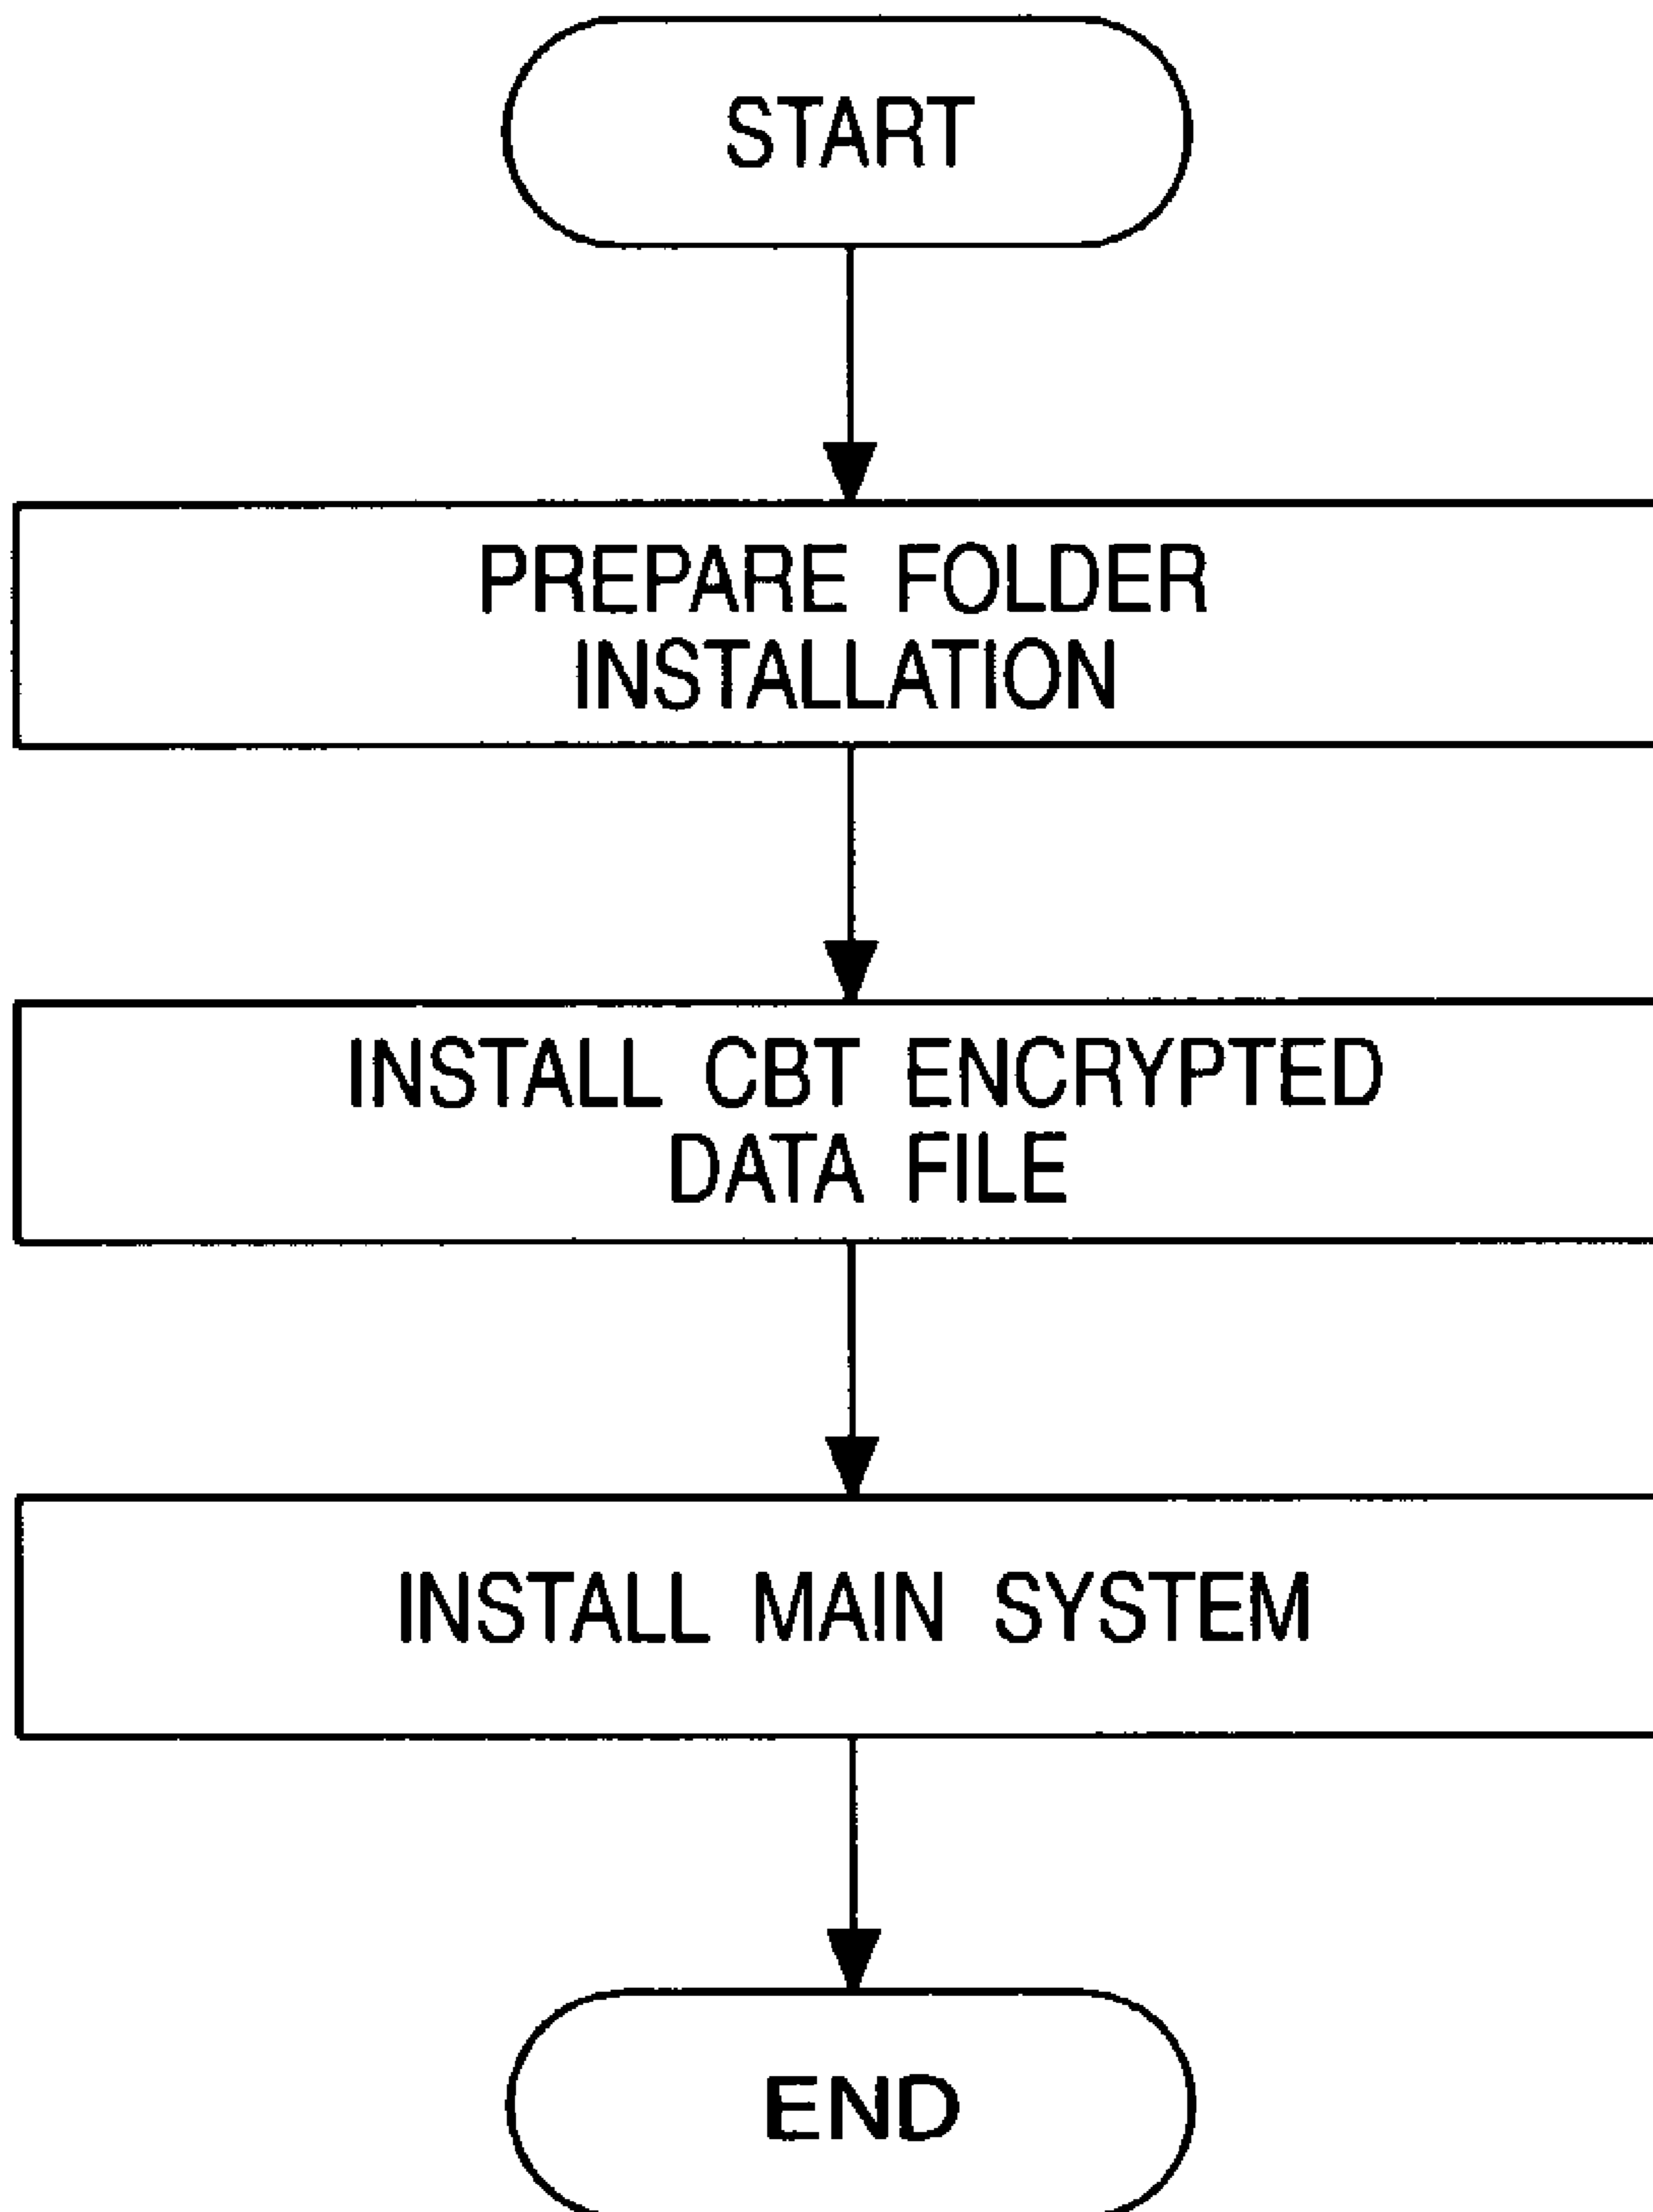 START
PREPARE FOLDER
INSTALLATION
INSTALL CBT ENCRYPTED
DATA FILE
INSTALL MAIN SYSTEM
END